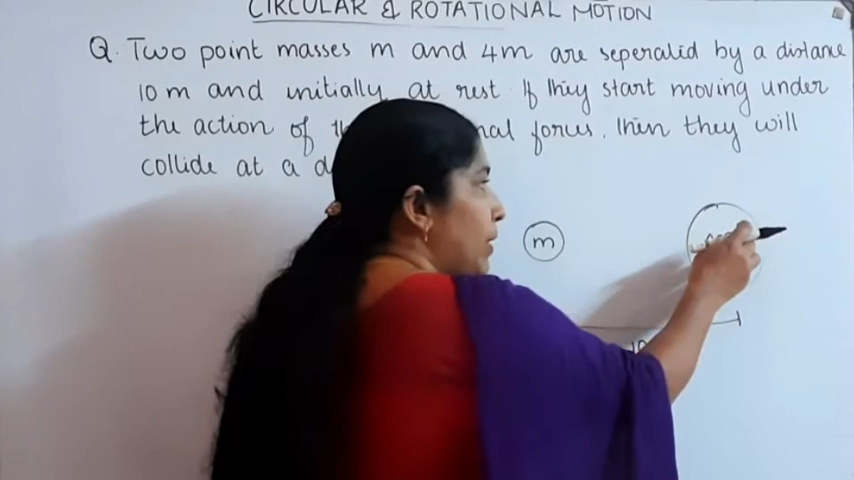 CIRCULAR & ROTATIONAL MOTION
Q. Two point masses m and 4m are seperated by a distance
10 m and initially at rest. If they start moving under
the action of forces, then they will
collide at a
m